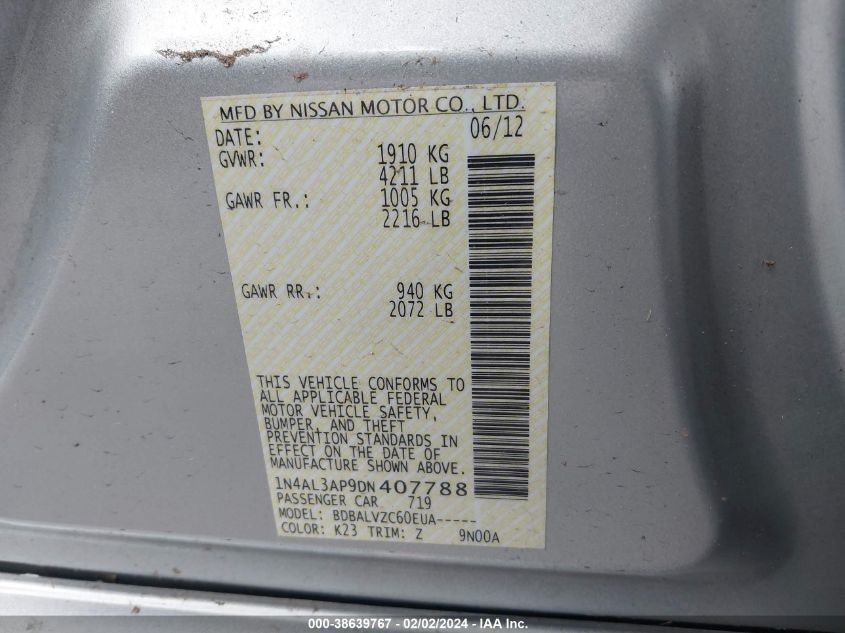 MFD BY NISSAN MOTOR CO., LTD.
DATE: 06/12
GVWR: 1910 KG
4211 LB
GAWR FR.: 1005 KG
2216 LB
GAWR RR.: 940 KG
2072 LB
THIS VEHICLE CONFORMS TO
ALL APPLICABLE FEDERAL
MOTOR VEHICLE SAFETY,
BUMPER, AND THEFT
PREVENTION STANDARDS IN
EFFECT ON THE DATE OF
MANUFACTURE SHOWN ABOVE.
1N4AL3AP9DN407788
PASSENGER CAR 719
MODEL: BDBALVZC60EUA-----
COLOR: K23 TRIM: Z 9N00A
000-38639767 - 02/02/2024 - IAA Inc.